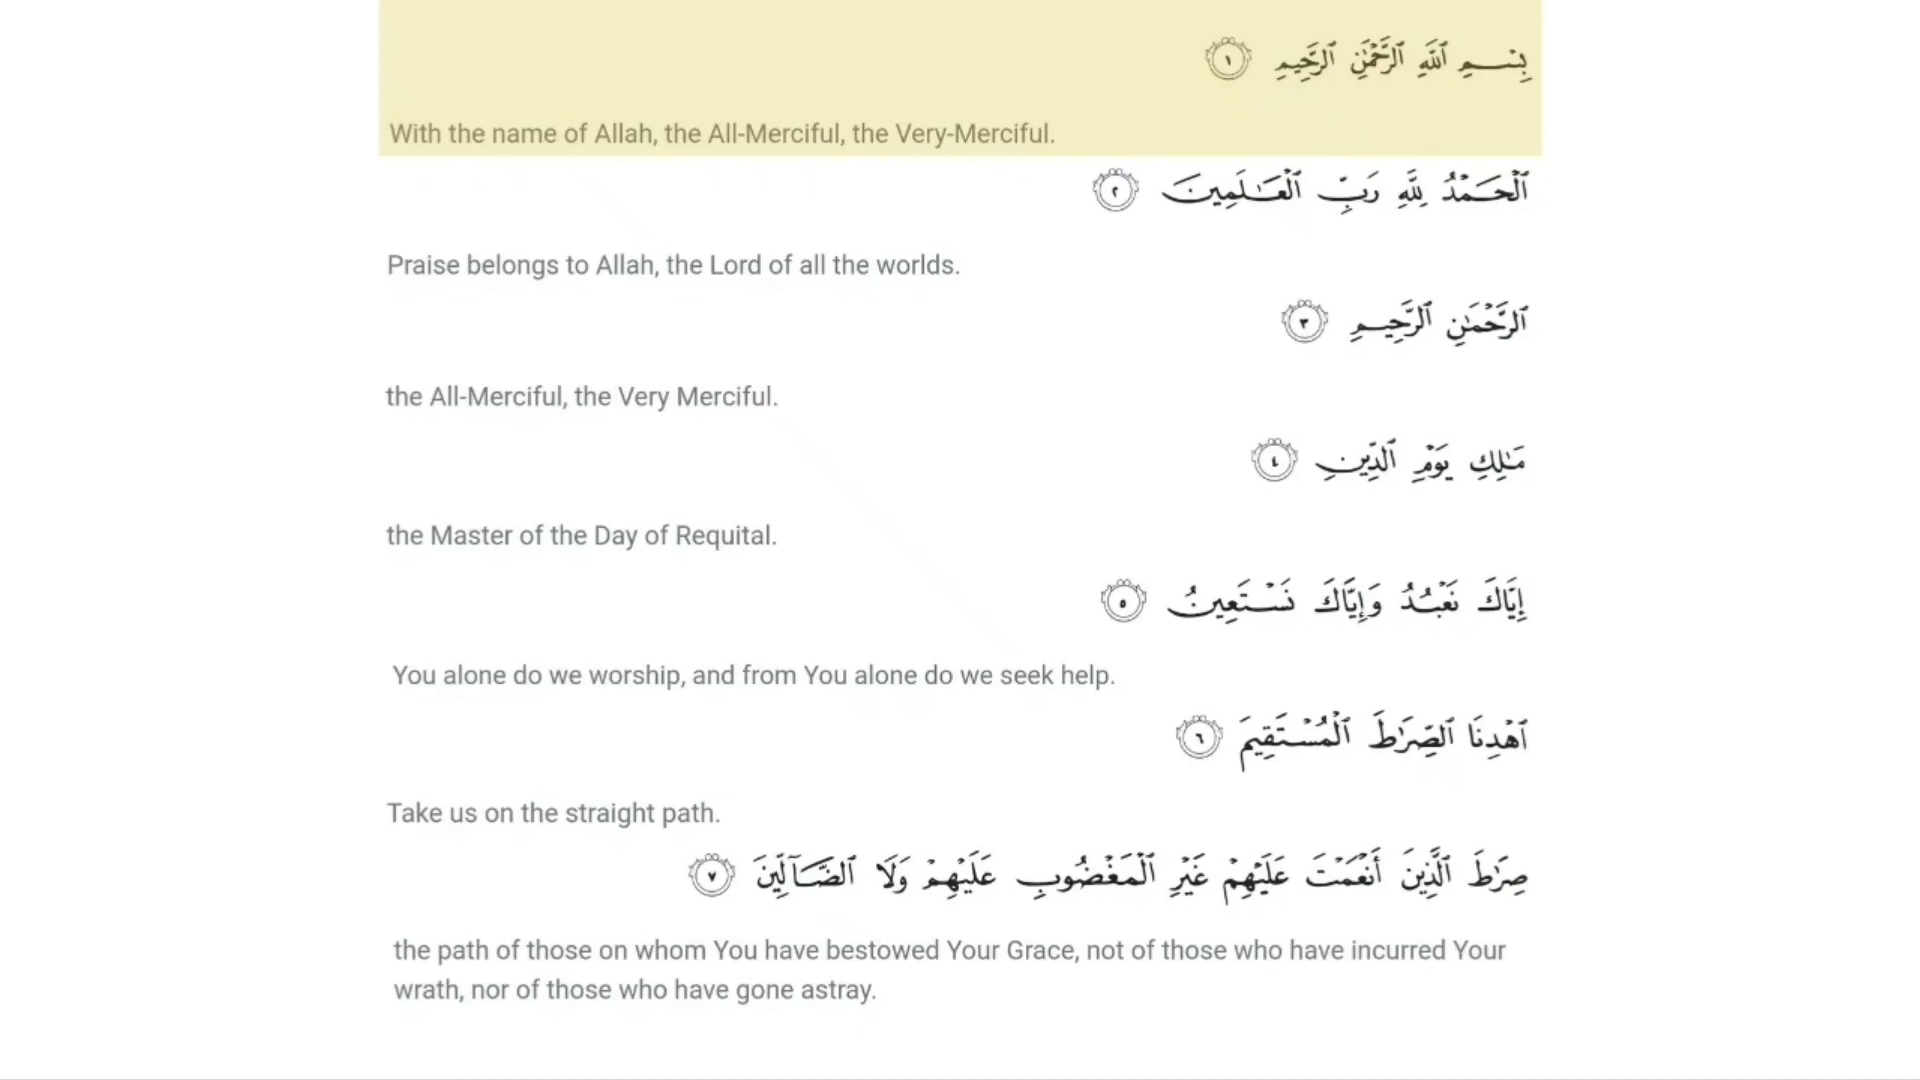 بِسْمِ ٱللَّهِ ٱلرَّحْمَٰنِ ٱلرَّحِيمِ ١
With the name of Allah, the All-Merciful, the Very-Merciful.
ٱلْحَمْدُ لِلَّهِ رَبِّ ٱلْعَٰلَمِينَ ٢
Praise belongs to Allah, the Lord of all the worlds.
ٱلرَّحْمَٰنِ ٱلرَّحِيمِ ٣
the All-Merciful, the Very Merciful.
مَٰلِكِ يَوْمِ ٱلدِّينِ ٤
the Master of the Day of Requital.
إِيَّاكَ نَعْبُدُ وَإِيَّاكَ نَسْتَعِينُ ٥
You alone do we worship, and from You alone do we seek help.
ٱهْدِنَا ٱلصِّرَٰطَ ٱلْمُسْتَقِيمَ ٦
Take us on the straight path.
صِرَٰطَ ٱلَّذِينَ أَنْعَمْتَ عَلَيْهِمْ غَيْرِ ٱلْمَغْضُوبِ عَلَيْهِمْ وَلَا ٱلضَّآلِّينَ ٧
the path of those on whom You have bestowed Your Grace, not of those who have incurred Your
wrath, nor of those who have gone astray.